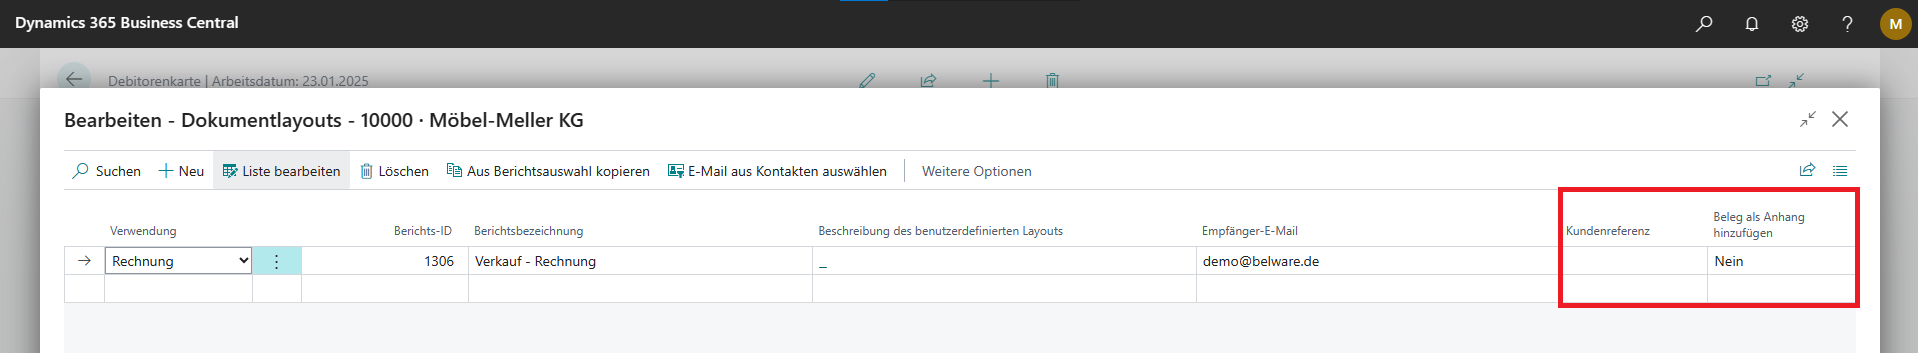 Dynamics 365 Business Central
M
Debitorenkarte | Arbeitsdatum: 23.01.2025
Bearbeiten - Dokumentlayouts - 10000 · Möbel-Meller KG
Suchen Neu Liste bearbeiten Löschen Aus Berichtsauswahl kopieren E-Mail aus Kontakten auswählen Weitere Optionen
Verwendung Berichts-ID Berichtsbezeichnung Beschreibung des benutzerdefinierten Layouts Empfänger-E-Mail Kundenreferenz Beleg als Anhang
hinzufügen
Rechnung 1306 Verkauf - Rechnung _ demo@belware.de Nein